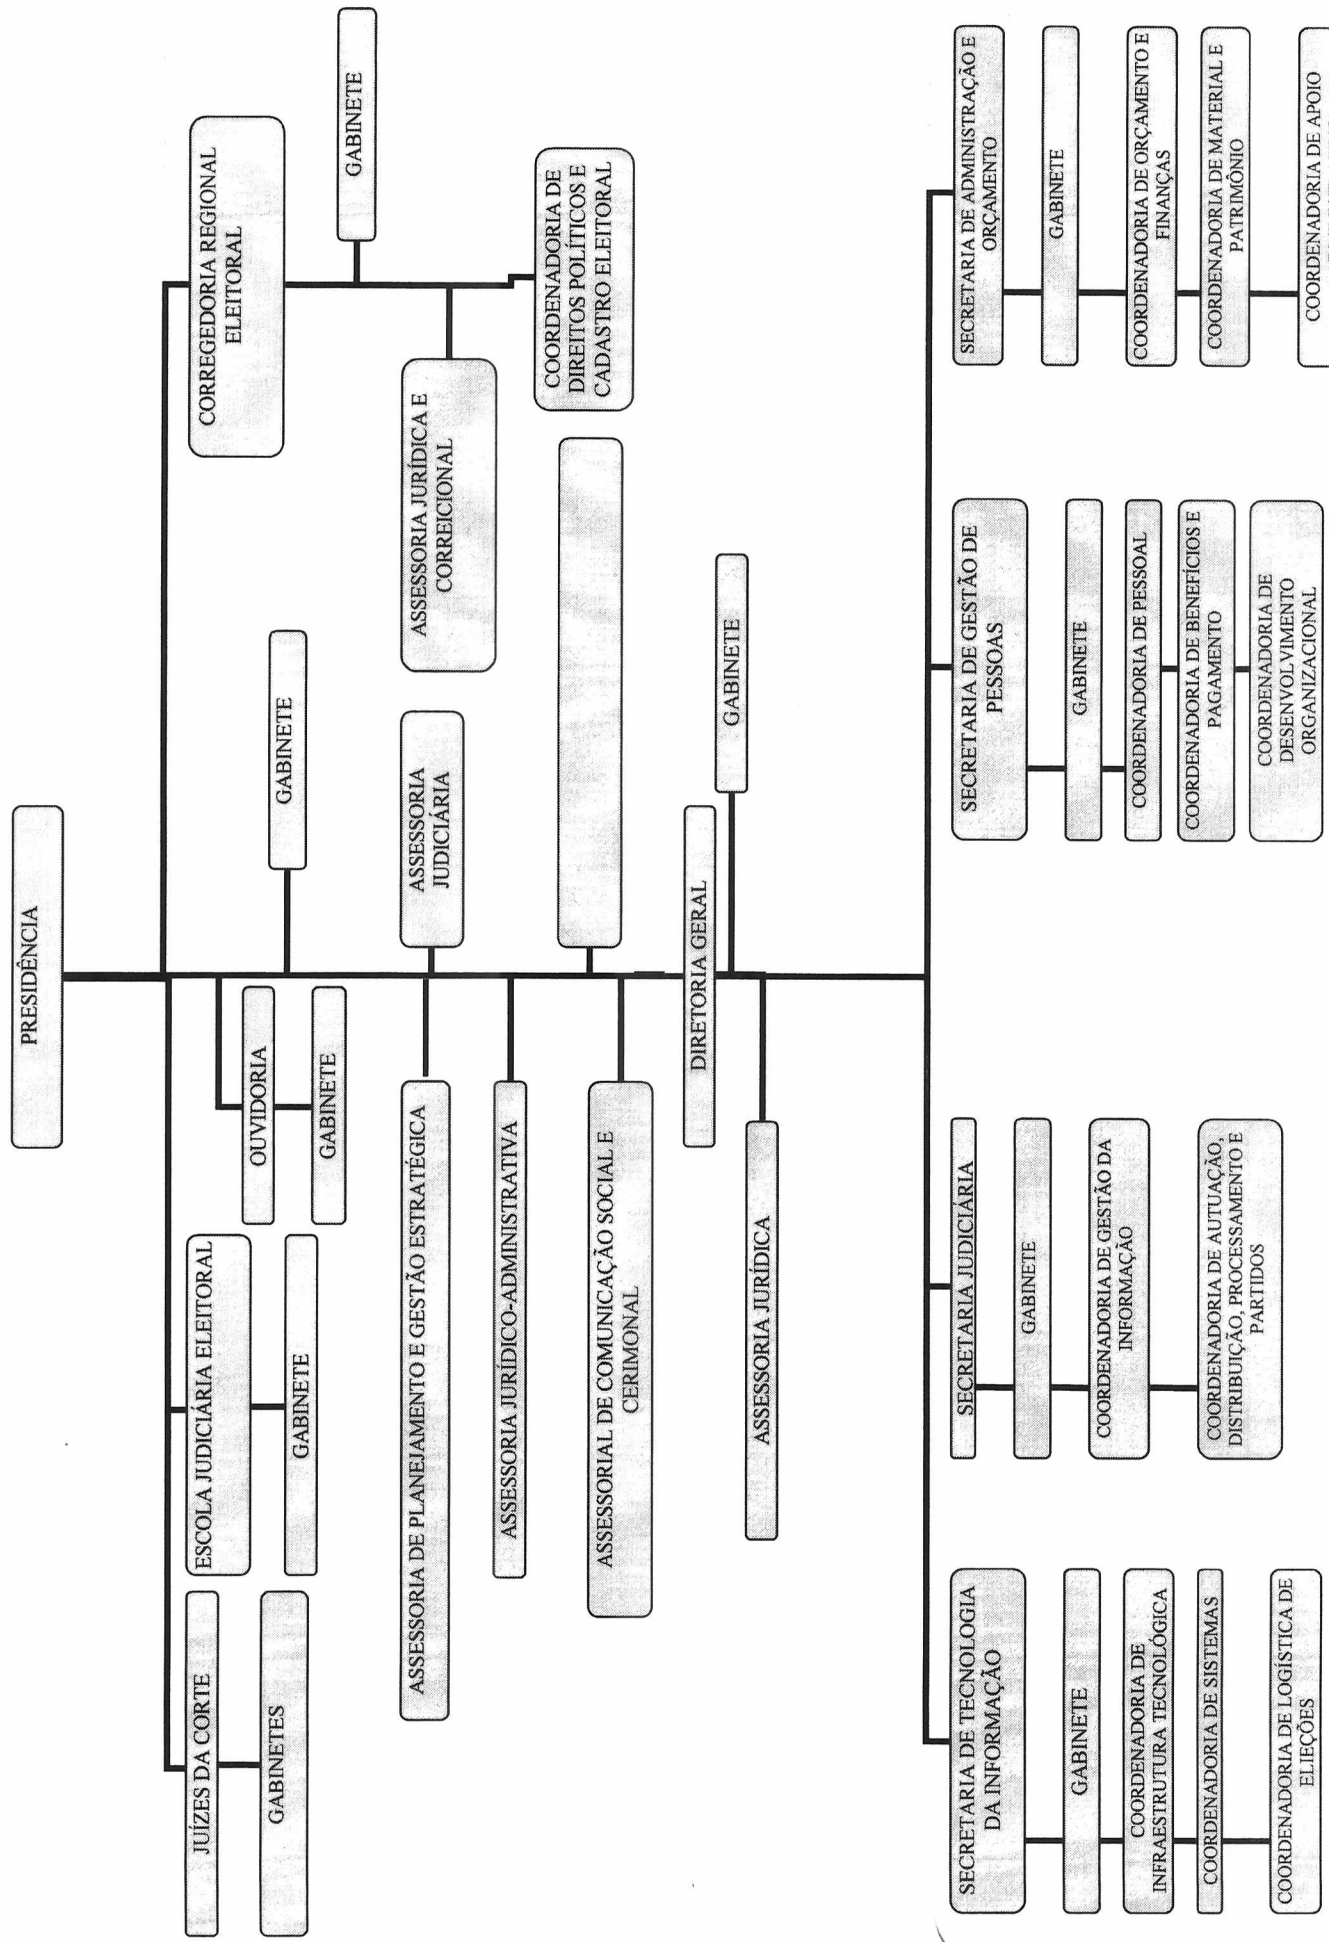 PRESIDÊNCIA
JUÍZES DA CORTE
GABINETES
ESCOLA JUDICIÁRIA ELEITORAL
GABINETE
OUVIDORIA
GABINETE
GABINETE
CORREGEDORIA REGIONAL
ELEITORAL
GABINETE
ASSESSORIA JURÍDICA E
CORREICIONAL
COORDENADORIA DE
DIREITOS POLÍTICOS E
CADASTRO ELEITORAL
ASSESSORIA DE PLANEJAMENTO E GESTÃO ESTRATÉGICA
ASSESSORIA
JUDICIÁRIA
ASSESSORIA JURÍDICO-ADMINISTRATIVA
ASSESSORIAL DE COMUNICAÇÃO SOCIAL E
CERIMONAL
DIRETORIA GERAL
GABINETE
ASSESSORIA JURÍDICA
SECRETARIA DE TECNOLOGIA
DA INFORMAÇÃO
GABINETE
COORDENADORIA DE
INFRAESTRUTURA TECNOLÓGICA
COORDENADORIA DE SISTEMAS
COORDENADORIA DE LOGÍSTICA DE
ELIEÇÕES
SECRETARIA JUDICIÁRIA
GABINETE
COORDENADORIA DE GESTÃO DA
INFORMAÇÃO
COORDENADORIA DE AUTUAÇÃO,
DISTRIBUIÇÃO, PROCESSAMENTO E
PARTIDOS
SECRETARIA DE GESTÃO DE
PESSOAS
GABINETE
COORDENADORIA DE PESSOAL
COORDENADORIA DE BENEFÍCIOS E
PAGAMENTO
COORDENADORIA DE
DESENVOLVIMENTO
ORGANIZACIONAL
SECRETARIA DE ADMINISTRAÇÃO E
ORÇAMENTO
GABINETE
COORDENADORIA DE ORÇAMENTO E
FINANÇAS
COORDENADORIA DE MATERIAL E
PATRIMÔNIO
COORDENADORIA DE APOIO